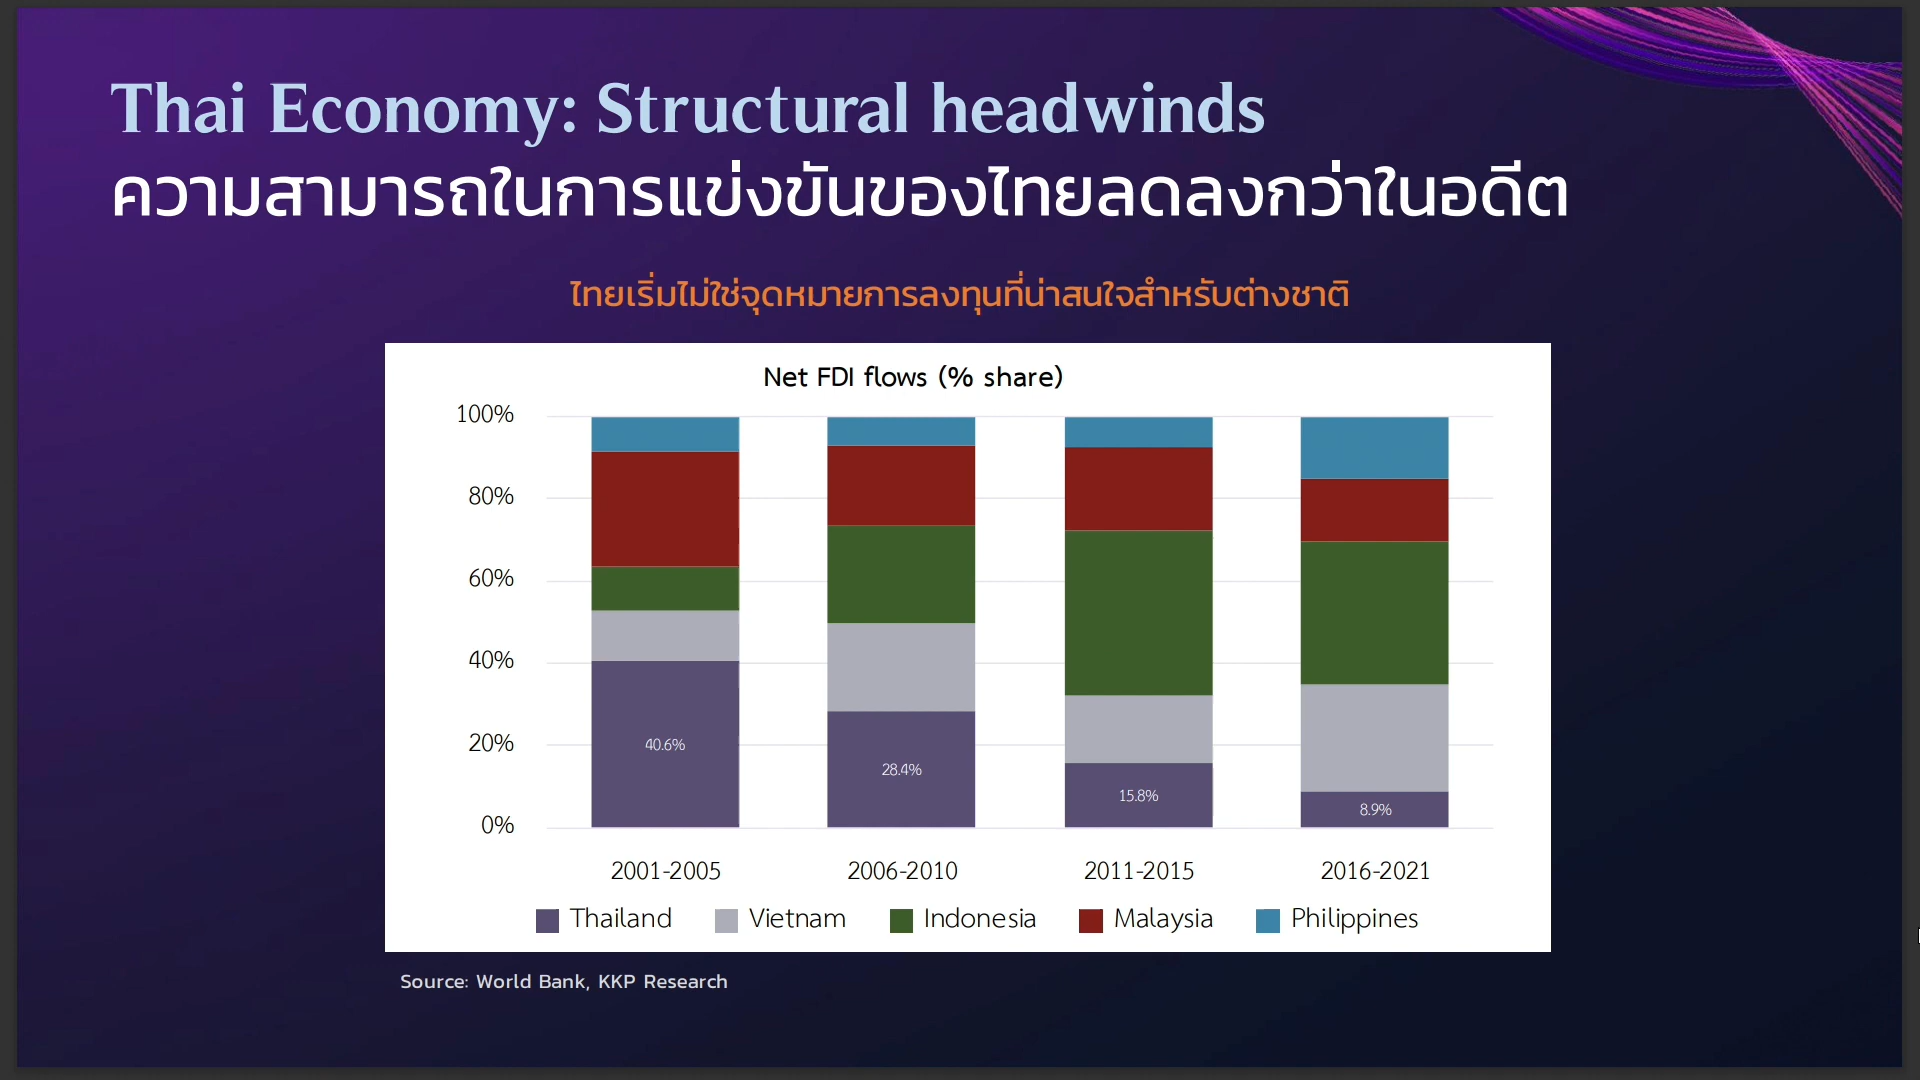 Thai Economy: Structural headwinds
ความสามารถในการแข่งขันของไทยลดลงกว่าในอดีต
ไทยเริ่มไม่ใช่จุดหมายการลงทุนที่น่าสนใจสำหรับต่างชาติ
Net FDI flows (% share)
100%
80%
60%
40%
20%
0%
40.6%
28.4%
15.8%
8.9%
2001-2005 2006-2010 2011-2015 2016-2021
Thailand Vietnam Indonesia Malaysia Philippines
Source: World Bank, KKP Research